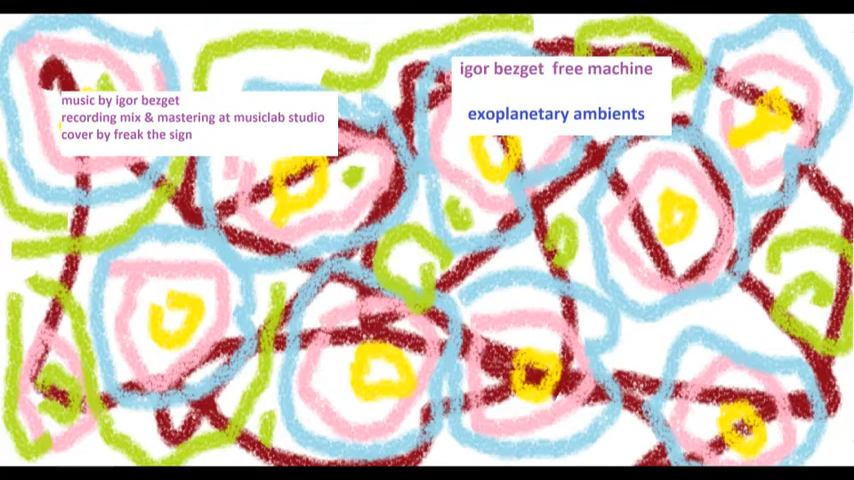 igor bezget free machine
exoplanetary ambients
music by igor bezget
recording mix & mastering at musiclab studio
cover by freak the sign